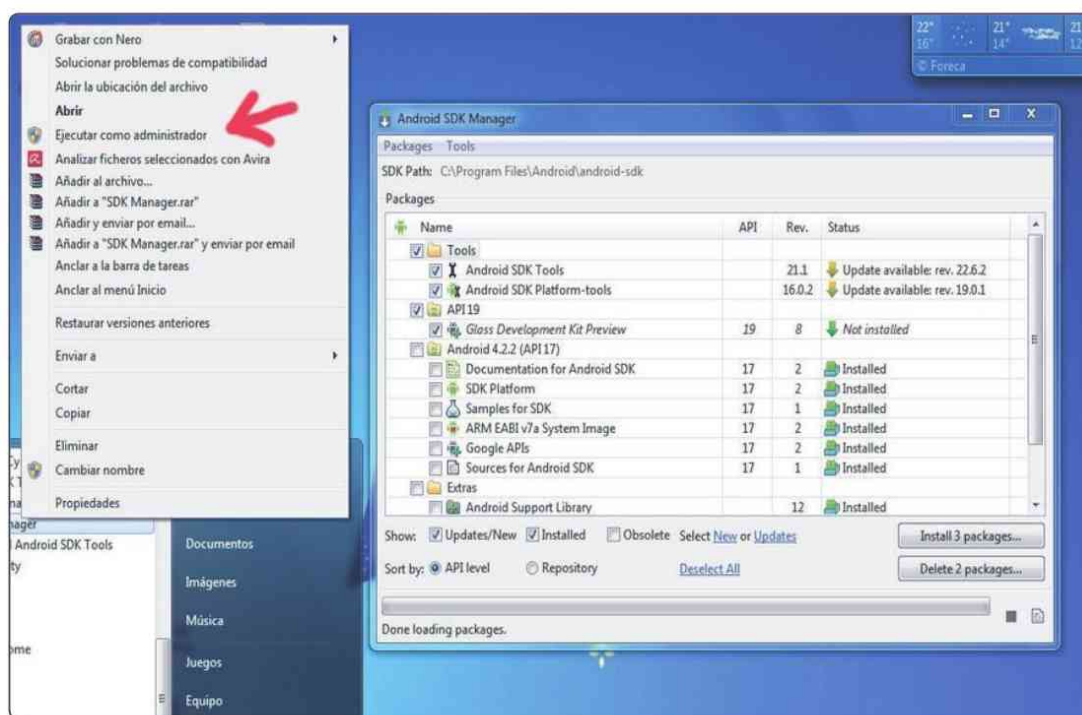 Grabar con Nero
Solucionar problemas de compatibilidad
Abrir la ubicación del archivo
Abrir
Ejecutar como administrador
Analizar ficheros seleccionados con Avira
Añadir al archivo...
Añadir a "SDK Manager.rar"
Añadir y enviar por email...
Añadir a "SDK Manager.rar" y enviar por email
Anclar a la barra de tareas
Anclar al menú Inicio
Restaurar versiones anteriores
Enviar a
Cortar
Copiar
Eliminar
Cambiar nombre
Propiedades
Android SDK Tools
Documentos
Imágenes
Música
Juegos
Equipo
22° 21° 21
16° 14° 12
© Foreca
Android SDK Manager
Packages Tools
SDK Path: C:\Program Files\Android\android-sdk
Packages
Name API Rev. Status
Tools
Android SDK Tools 21.1 Update available: rev. 22.6.2
Android SDK Platform-tools 16.0.2 Update available: rev. 19.0.1
API 19
Glass Development Kit Preview 19 8 Not installed
Android 4.2.2 (API 17)
Documentation for Android SDK 17 2 Installed
SDK Platform 17 2 Installed
Samples for SDK 17 1 Installed
ARM EABI v7a System Image 17 2 Installed
Google APIs 17 2 Installed
Sources for Android SDK 17 1 Installed
Extras
Android Support Library 12 Installed
Show: Updates/New Installed Obsolete Select New or Updates Install 3 packages...
Sort by: API level Repository Deselect All Delete 2 packages...
Done loading packages.